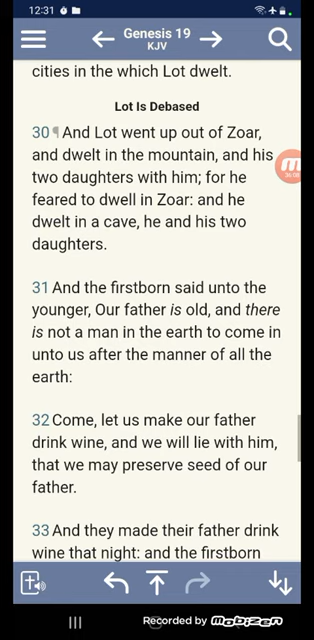 12:31
Genesis 19
KJV
cities in the which Lot dwelt.
Lot Is Debased
30 ¶ And Lot went up out of Zoar,
and dwelt in the mountain, and his
two daughters with him; for he
feared to dwell in Zoar: and he
dwelt in a cave, he and his two
daughters.
31 And the firstborn said unto the
younger, Our father is old, and there
is not a man in the earth to come in
unto us after the manner of all the
earth:
32 Come, let us make our father
drink wine, and we will lie with him,
that we may preserve seed of our
father.
33 And they made their father drink
wine that night: and the firstborn
Recorded by Mobizen